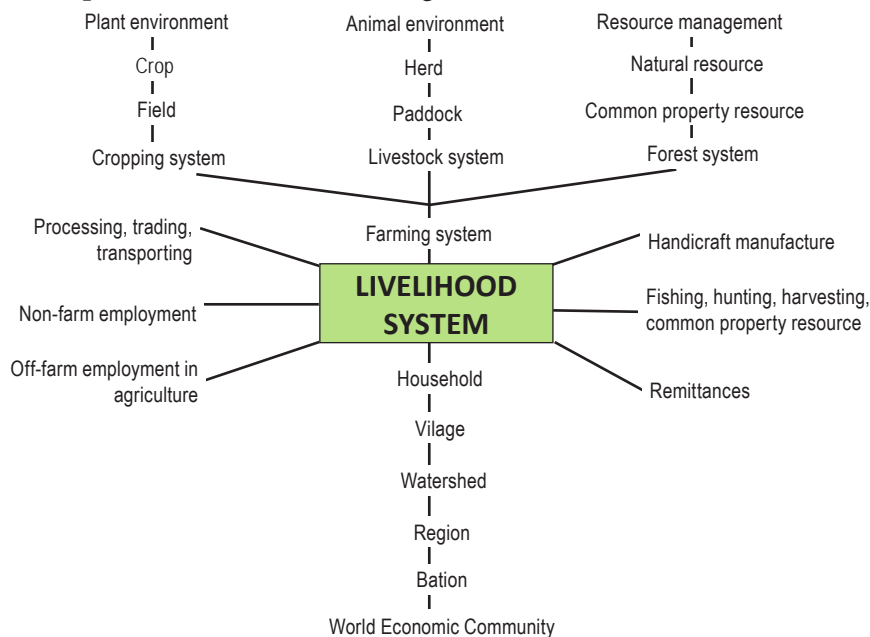 Plant environment
Animal environment
Resource management
Crop
Herd
Natural resource
Field
Paddock
Common property resource
Cropping system
Livestock system
Forest system
Processing, trading,
transporting
Farming system
Handicraft manufacture
LIVELIHOOD
SYSTEM
Non-farm employment
Fishing, hunting, harvesting,
common property resource
Off-farm employment in
agriculture
Household
Remittances
Vilage
Watershed
Region
Bation
World Economic Community